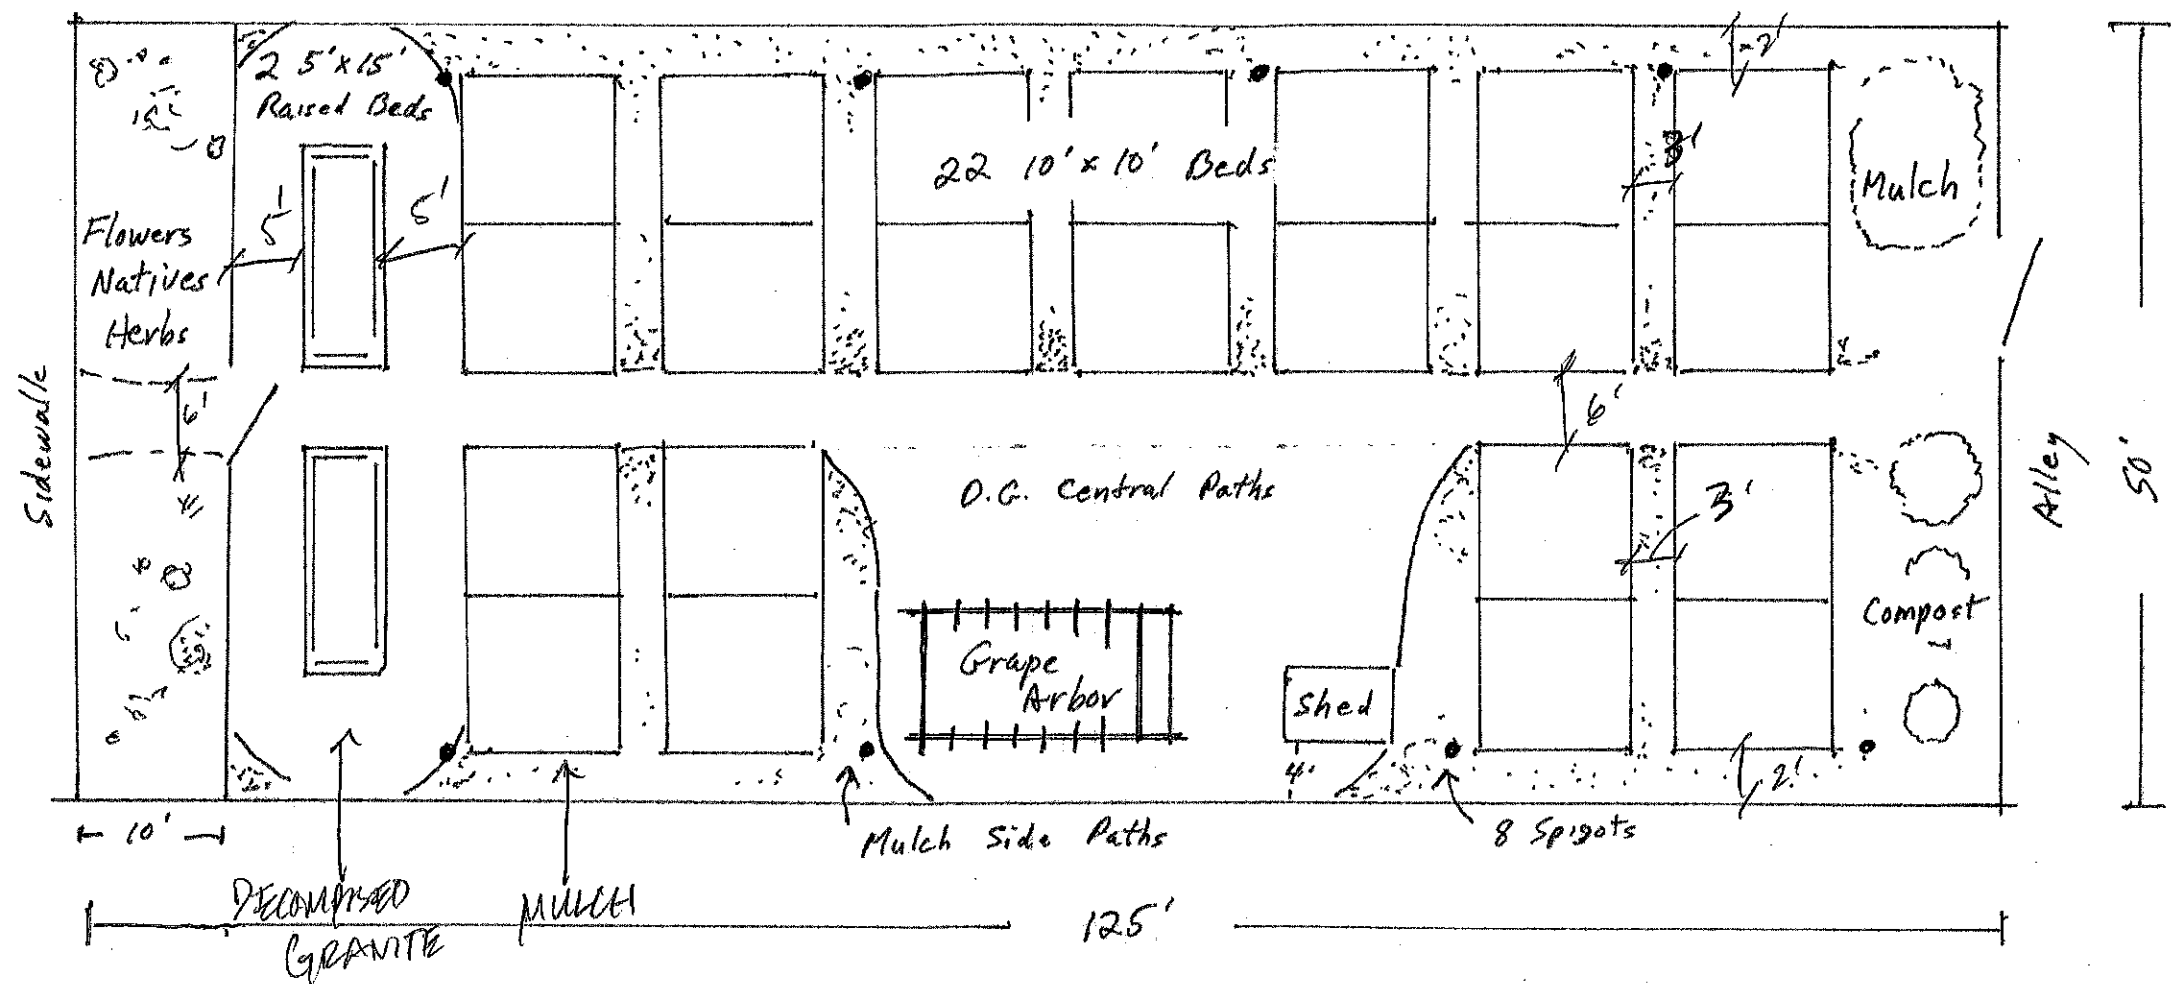 2 5'x15'
Raised Beds
2'
50'
22 10'x10' Beds
3'
Mulch
5'
5'
Flowers
Natives
Herbs
Sidewalk
6'
6'
D.G. Central Paths
3'
Alley
Compost
Grape
Arbor
Shed
4'
2'
10'
Mulch Side Paths
8 Spigots
DECOMPOSED
GRANITE
MULCH
125'